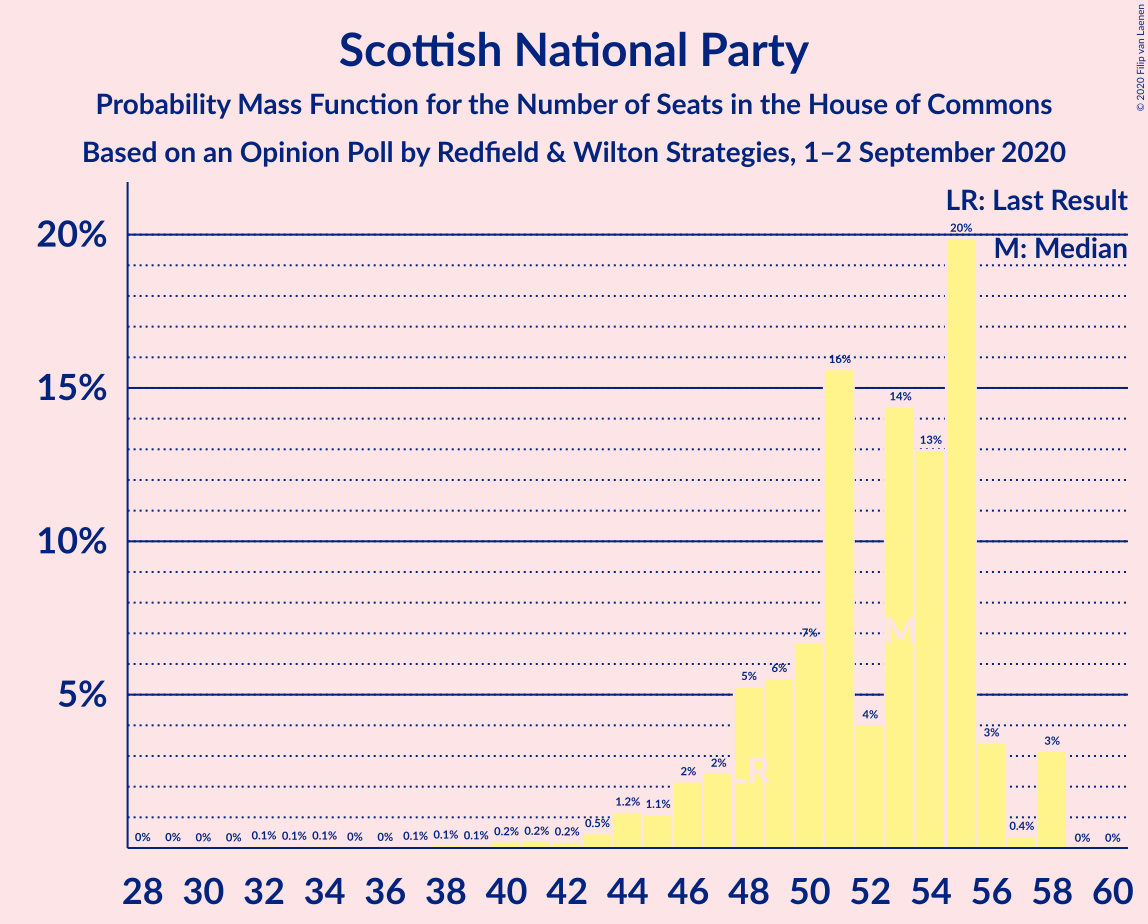 Scottish National Party
Probability Mass Function for the Number of Seats in the House of Commons
Based on an Opinion Poll by Redfield & Wilton Strategies, 1–2 September 2020
© 2020 Filip van Laenen
LR: Last Result
M: Median
20%
15%
10%
5%
0% 0% 0% 0% 0.1% 0.1% 0.1% 0% 0% 0.1% 0.1% 0.1% 0.2% 0.2% 0.2% 0.5% 1.2% 1.1% 2% 2% 5% 6% 7% 16% 4% 14% 13% 20% 3% 0.4% 3% 0% 0%
LR
M
28 30 32 34 36 38 40 42 44 46 48 50 52 54 56 58 60